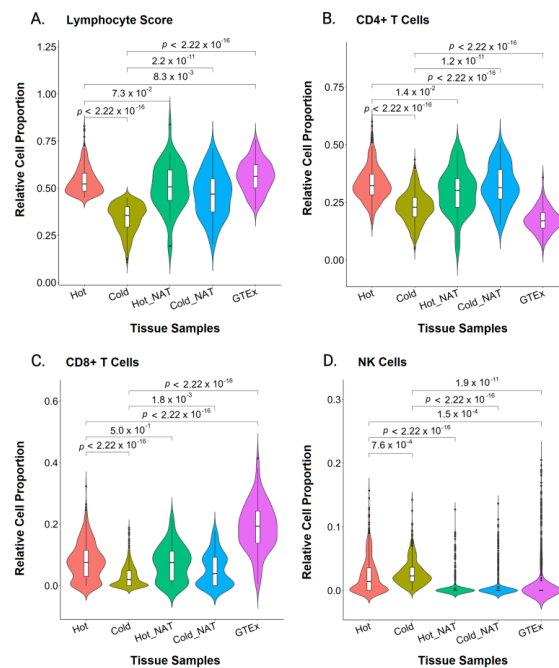 A. Lymphocyte Score
p < 2.22 x 10-16
2.2 x 10-11
8.3 x 10-3
7.3 x 10-2
p < 2.22 x 10-16
1.25
1.00
0.75
0.50
0.25
0.00
Relative Cell Proportion
Hot Cold Hot_NAT Cold_NAT GTEx
Tissue Samples
B. CD4+ T Cells
p < 2.22 x 10-16
1.2 x 10-11
p < 2.22 x 10-16
1.4 x 10-2
p < 2.22 x 10-16
0.75
0.50
0.25
0.00
Relative Cell Proportion
Hot Cold Hot_NAT Cold_NAT GTEx
Tissue Samples
C. CD8+ T Cells
p < 2.22 x 10-16
1.8 x 10-3
p < 2.22 x 10-16
5.0 x 10-1
p < 2.22 x 10-16
0.6
0.4
0.2
0.0
Relative Cell Proportion
Hot Cold Hot_NAT Cold_NAT GTEx
Tissue Samples
D. NK Cells
1.9 x 10-11
p < 2.22 x 10-16
1.5 x 10-4
p < 2.22 x 10-16
7.6 x 10-4
0.3
0.2
0.1
0.0
Relative Cell Proportion
Hot Cold Hot_NAT Cold_NAT GTEx
Tissue Samples